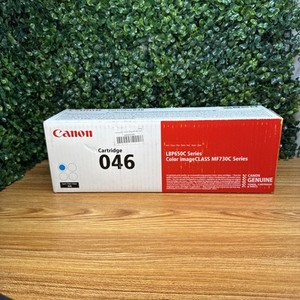 Canon
Cartridge
046
LBP650C Series
Color imageCLASS MF730C Series
CANON
GENUINE